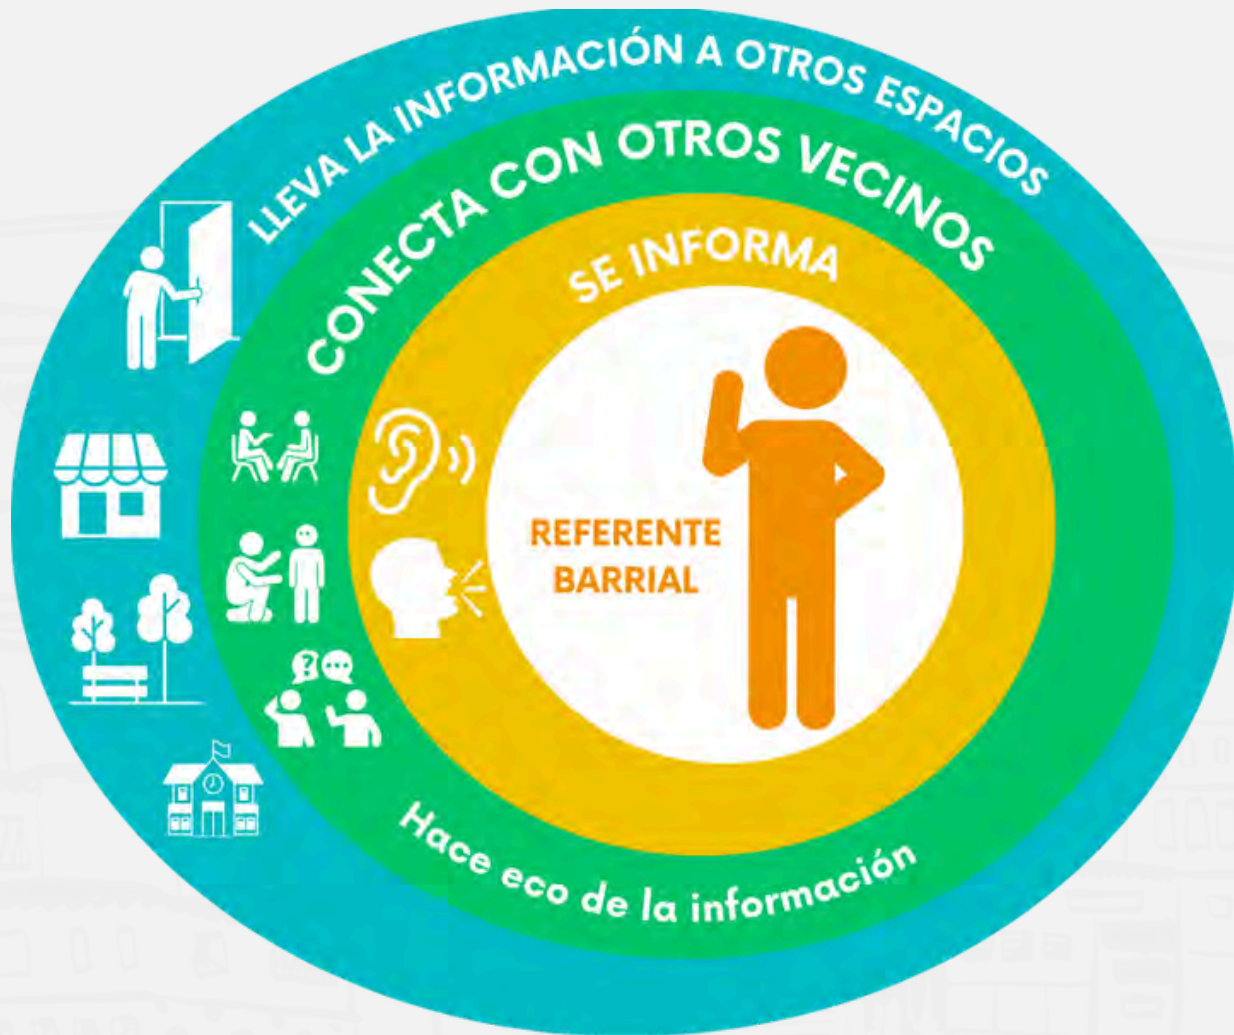 LLEVA LA INFORMACIÓN A OTROS ESPACIOS
CONECTA CON OTROS VECINOS
SE INFORMA
REFERENTE
BARRIAL
Hace eco de la información